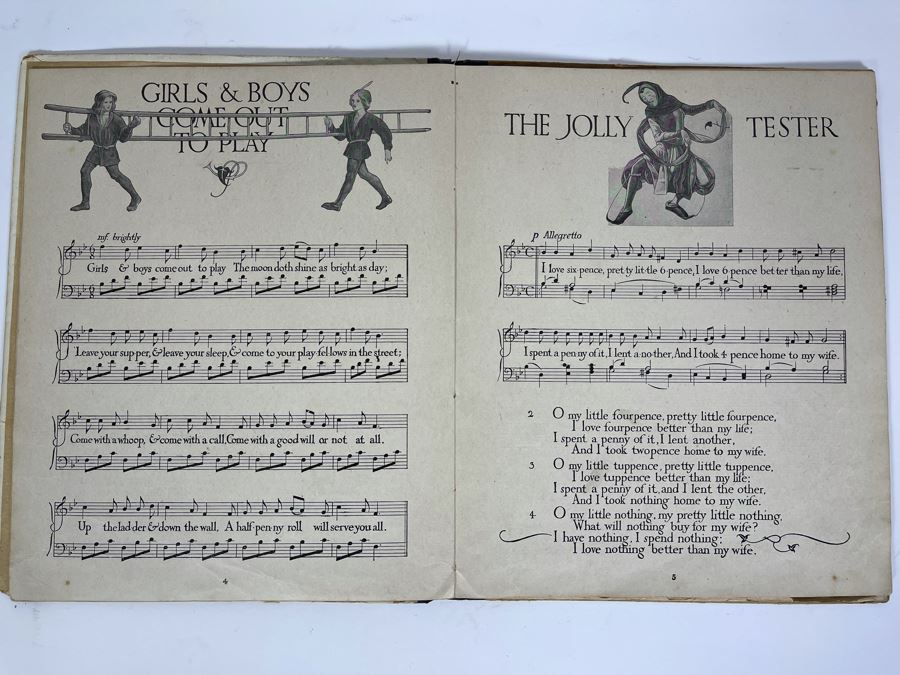 GIRLS & BOYS
COME OUT
TO PLAY
mf. brightly
Girls & boys come out to play The moon doth shine as bright as day;
Leave your sup-per, & leave your sleep, & come to your play-fel-lows in the street;
Come with a whoop, & come with a call, Come with a good will or not at all.
Up the lad-der & down the wall, A half-pen-ny roll will serve you all.
4
THE JOLLY TESTER
p Allegretto
I love six-pence, pret-ty lit-tle 6-pence, I love 6-pence bet-ter than my life,
I spent a pen-ny of it, I lent a-no-ther, And I took 4 pence home to my wife.
2 O my little fourpence, pretty little fourpence,
I love fourpence better than my life;
I spent a penny of it, I lent another,
And I took twopence home to my wife.
3 O my little tuppence, pretty little tuppence,
I love tuppence better than my life;
I spent a penny of it, and I lent the other,
And I took nothing home to my wife.
4 O my little nothing, my pretty little nothing,
What will nothing buy for my wife?
I have nothing, I spend nothing;
I love nothing better than my wife.
5